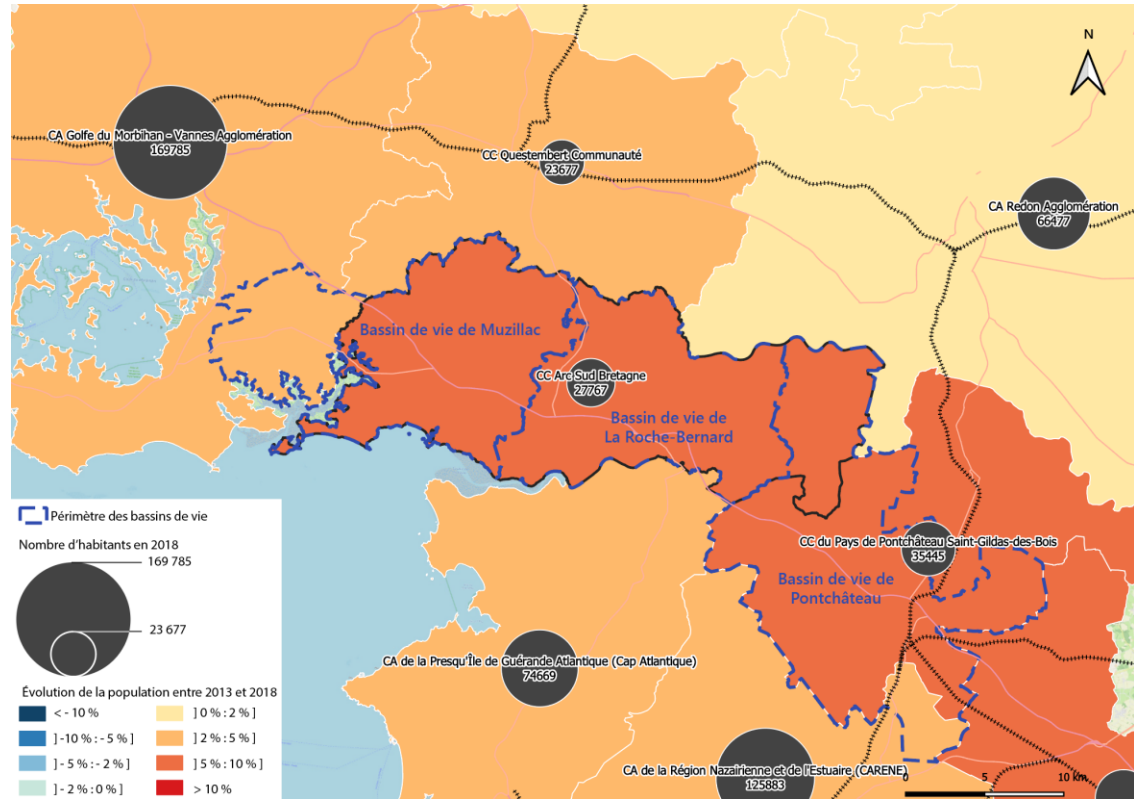 N
CA Golfe du Morbihan - Vannes Agglomération
169785
CC Questembert Communauté
23677
CA Redon Agglomération
66477
Bassin de vie de Muzillac
CC Arc Sud Bretagne
27767
Bassin de vie de
La Roche-Bernard
CC du Pays de Pontchâteau Saint-Gildas-des-Bois
35445
Bassin de vie de
Pontchâteau
CA de la Presqu'Île de Guérande Atlantique (Cap Atlantique)
74669
CA de la Région Nazairienne et de l'Estuaire (CARENE)
125883
0 5 10 km
Périmètre des bassins de vie
Nombre d'habitants en 2018
169 785
23 677
Évolution de la population entre 2013 et 2018
< - 10 %
] -10 % : - 5 % ]
] - 5 % : - 2 % ]
] - 2 % : 0 % ]
] 0 % : 2 % ]
] 2 % : 5 % ]
] 5 % : 10 % ]
> 10 %